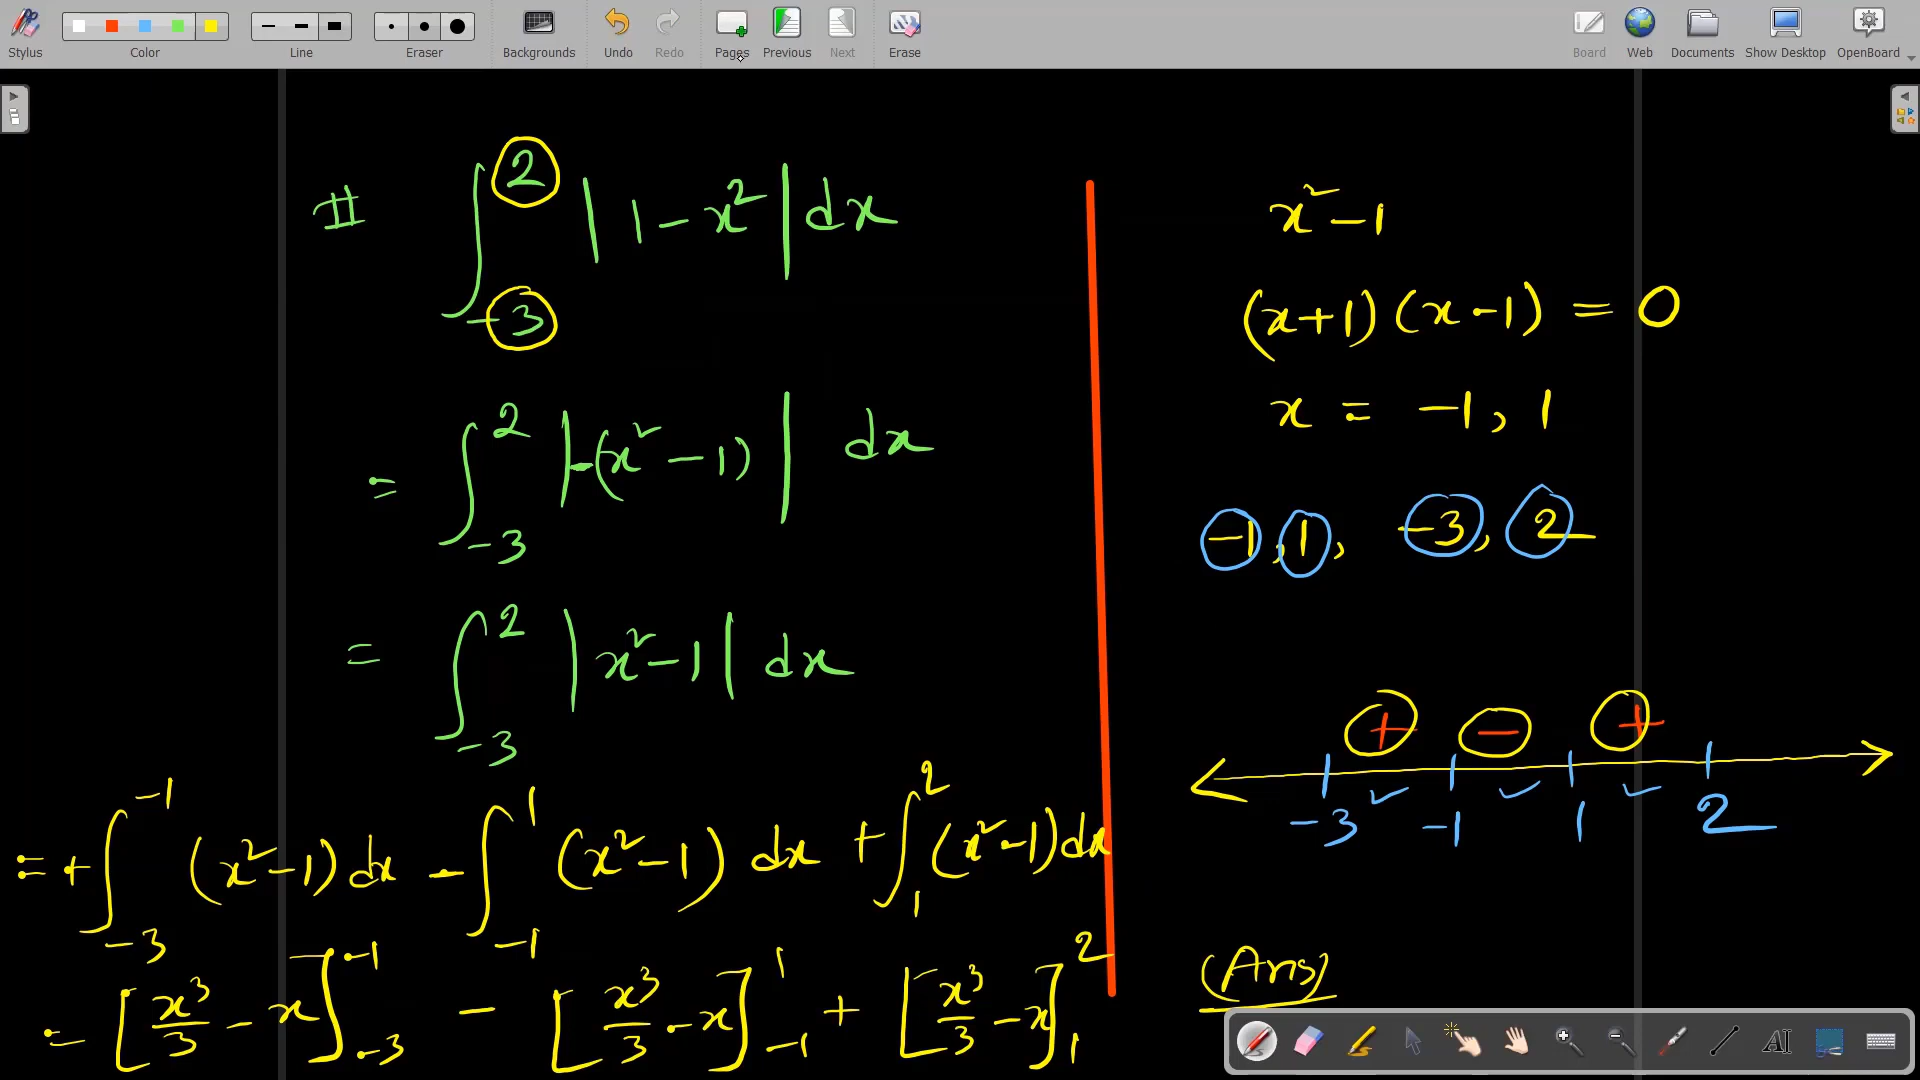 Stylus Color Line Eraser Backgrounds Undo Redo Pages Previous Next Erase Board Web Documents Show Desktop OpenBoard
# ∫_{-3}^{2} |1-x²| dx
= ∫_{-3}^{2} |-(x²-1)| dx
= ∫_{-3}^{2} |x²-1| dx
= +∫_{-3}^{-1} (x²-1) dx - ∫_{-1}^{1} (x²-1) dx + ∫_{1}^{2} (x²-1) dx
= [x³/3 - x]_{-3}^{-1} - [x³/3 - x]_{-1}^{1} + [x³/3 - x]_{1}^{2}
x²-1
(x+1)(x-1) = 0
x = -1, 1
-1, 1, -3, 2
+ - +
-3 -1 1 2
(Ans)